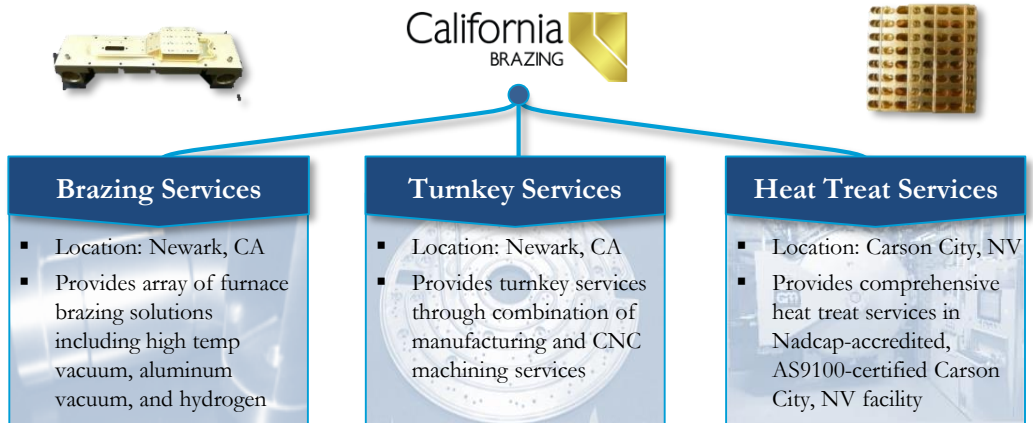 California
BRAZING
Brazing Services
▪ Location: Newark, CA
▪ Provides array of furnace
brazing solutions
including high temp
vacuum, aluminum
vacuum, and hydrogen
Turnkey Services
▪ Location: Newark, CA
▪ Provides turnkey services
through combination of
manufacturing and CNC
machining services
Heat Treat Services
▪ Location: Carson City, NV
▪ Provides comprehensive
heat treat services in
Nadcap-accredited,
AS9100-certified Carson
City, NV facility